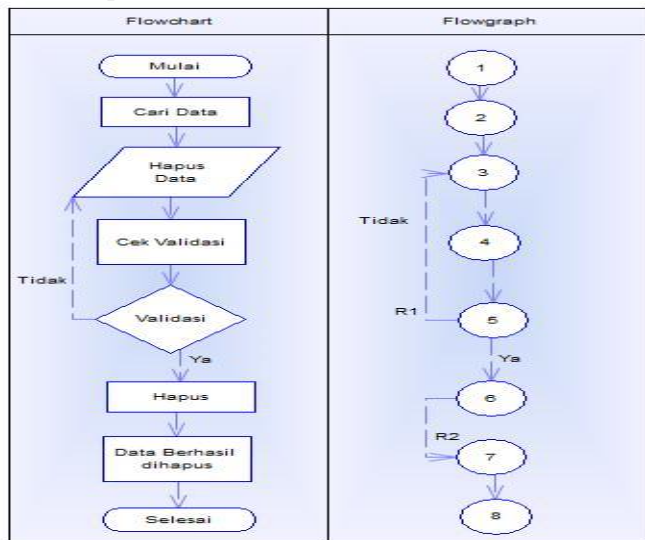 Flowchart
Flowgraph
Mulai
Cari Data
Hapus
Data
Cek Validasi
Tidak
Validasi
Ya
Hapus
Data Berhasil
dihapus
Selesai
1
2
3
Tidak
4
R1
5
Ya
6
R2
7
8